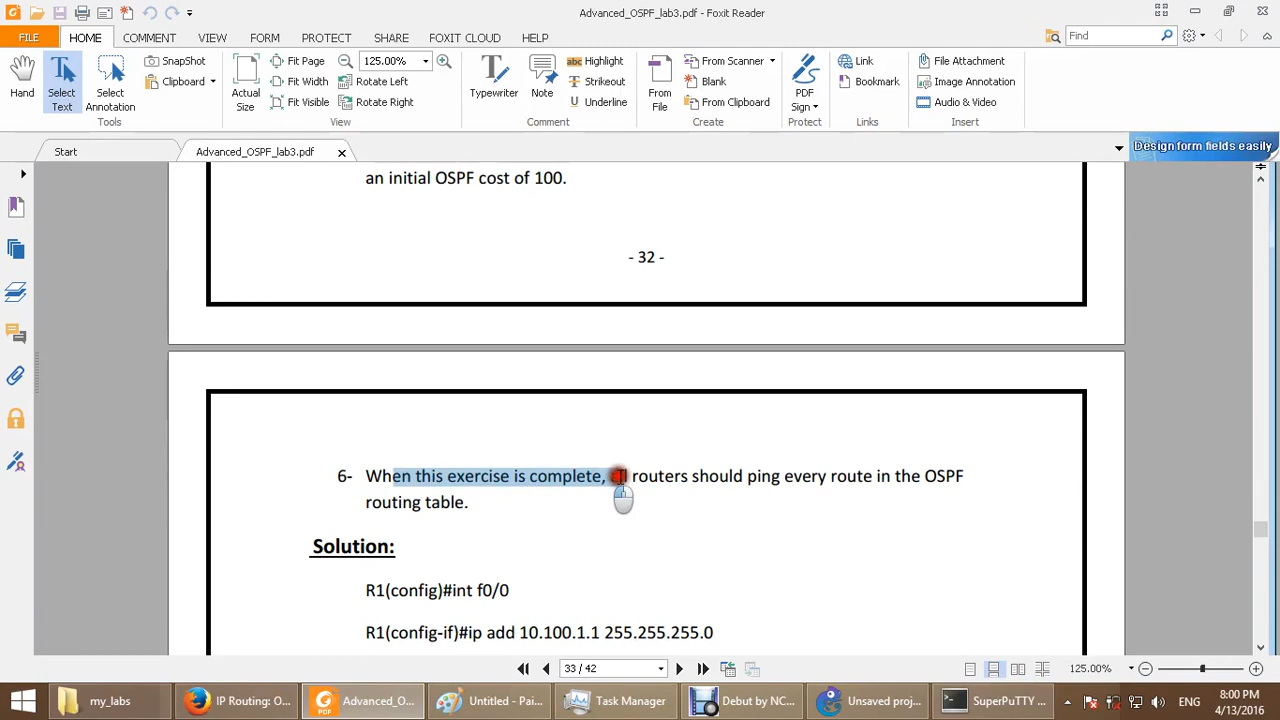 Advanced_OSPF_lab3.pdf - Foxit Reader
FILE HOME COMMENT VIEW FORM PROTECT SHARE FOXIT CLOUD HELP
Find
Hand
Select Text
Select Annotation
Tools
SnapShot
Clipboard
Actual Size
Fit Page
Fit Width
Fit Visible
125.00%
Rotate Left
Rotate Right
View
Typewriter
Note
Highlight
Strikeout
Underline
Comment
From File
From Scanner
Blank
From Clipboard
Create
PDF Sign
Protect
Link
Bookmark
Links
File Attachment
Image Annotation
Audio & Video
Insert
Start
Advanced_OSPF_lab3.pdf
Design form fields easily
an initial OSPF cost of 100.
- 32 -
6- When this exercise is complete, all routers should ping every route in the OSPF
routing table.
Solution:
R1(config)#int f0/0
R1(config-if)#ip add 10.100.1.1 255.255.255.0
33 / 42
125.00%
my_labs
IP Routing: O...
Advanced_O...
Untitled - Pai...
Task Manager
Debut by NC...
Unsaved proj...
SuperPuTTY ...
ENG
8:00 PM
4/13/2016